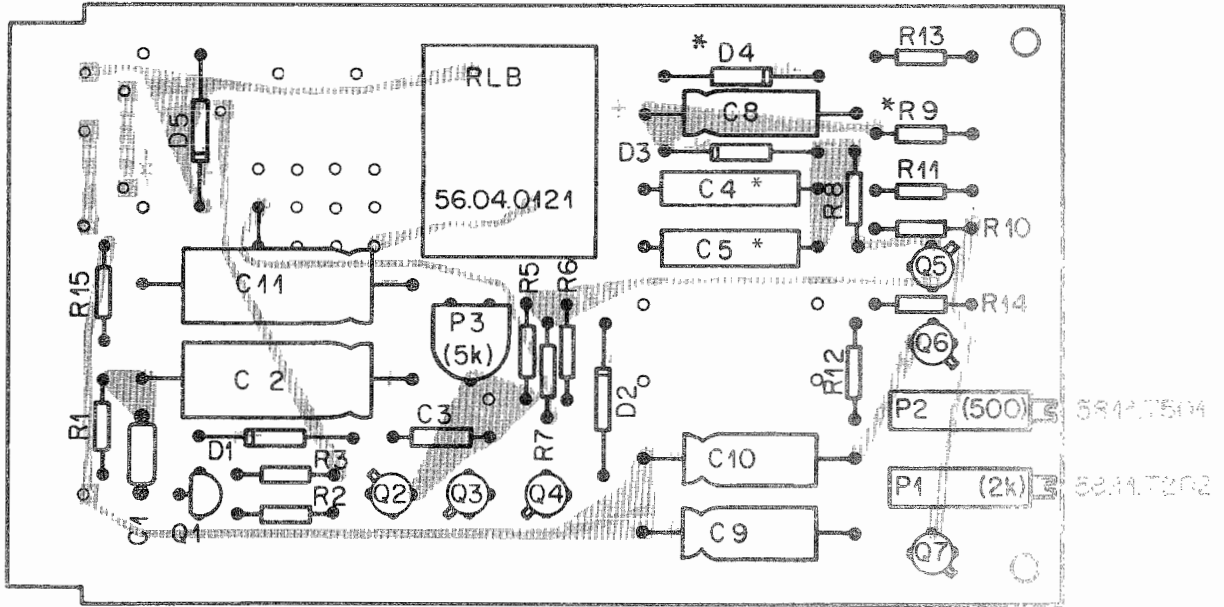 R13
* D4
RLB
C8
*R9
D5
D3
R11
C4 *
R8
56.04.0121
R10
C5 *
Q5
R5
R6
C11
R15
R14
P3
(5k)
Q6
R12
C 2
D2
P2 (500)
R1
C3
R7
D1
R3
C10
P1 (2k)
R2
Q2
Q3
Q4
C1
Q1
C9
Q7